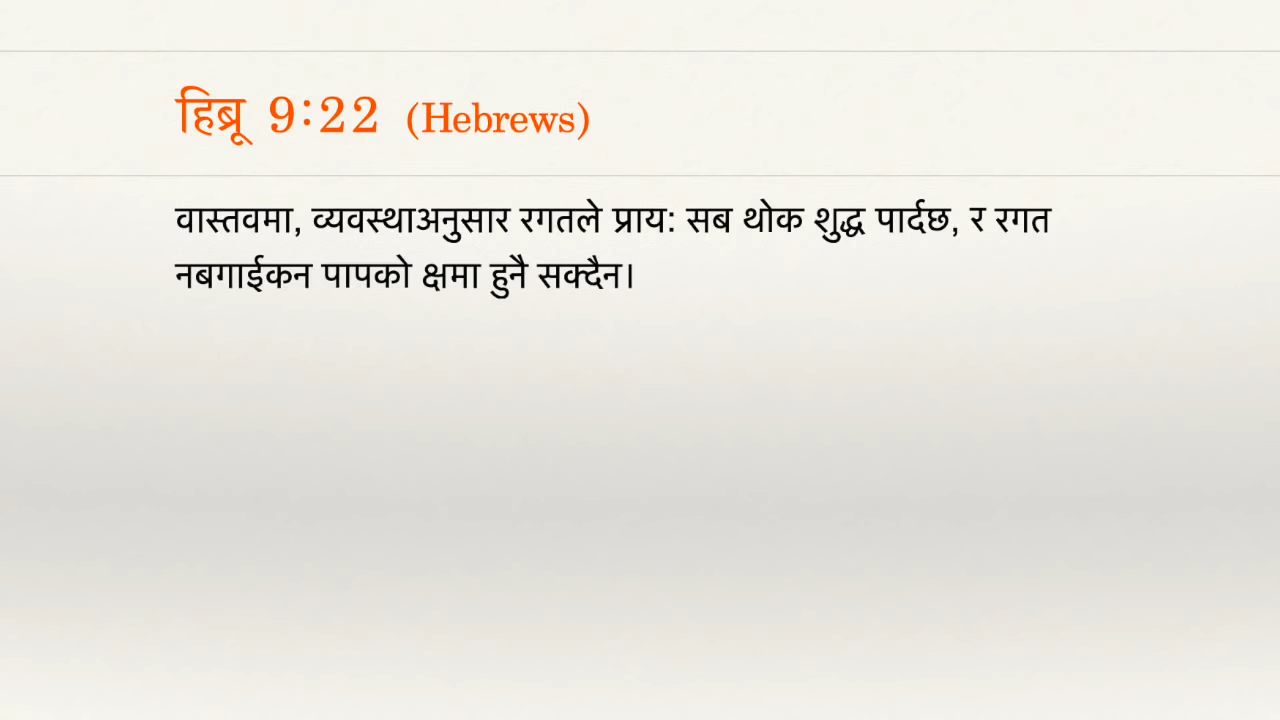 हिब्रू 9:22 (Hebrews)
वास्तवमा, व्यवस्थाअनुसार रगतले प्राय: सब थोक शुद्ध पार्दछ, र रगत
नबगाईकन पापको क्षमा हुनै सक्दैन।